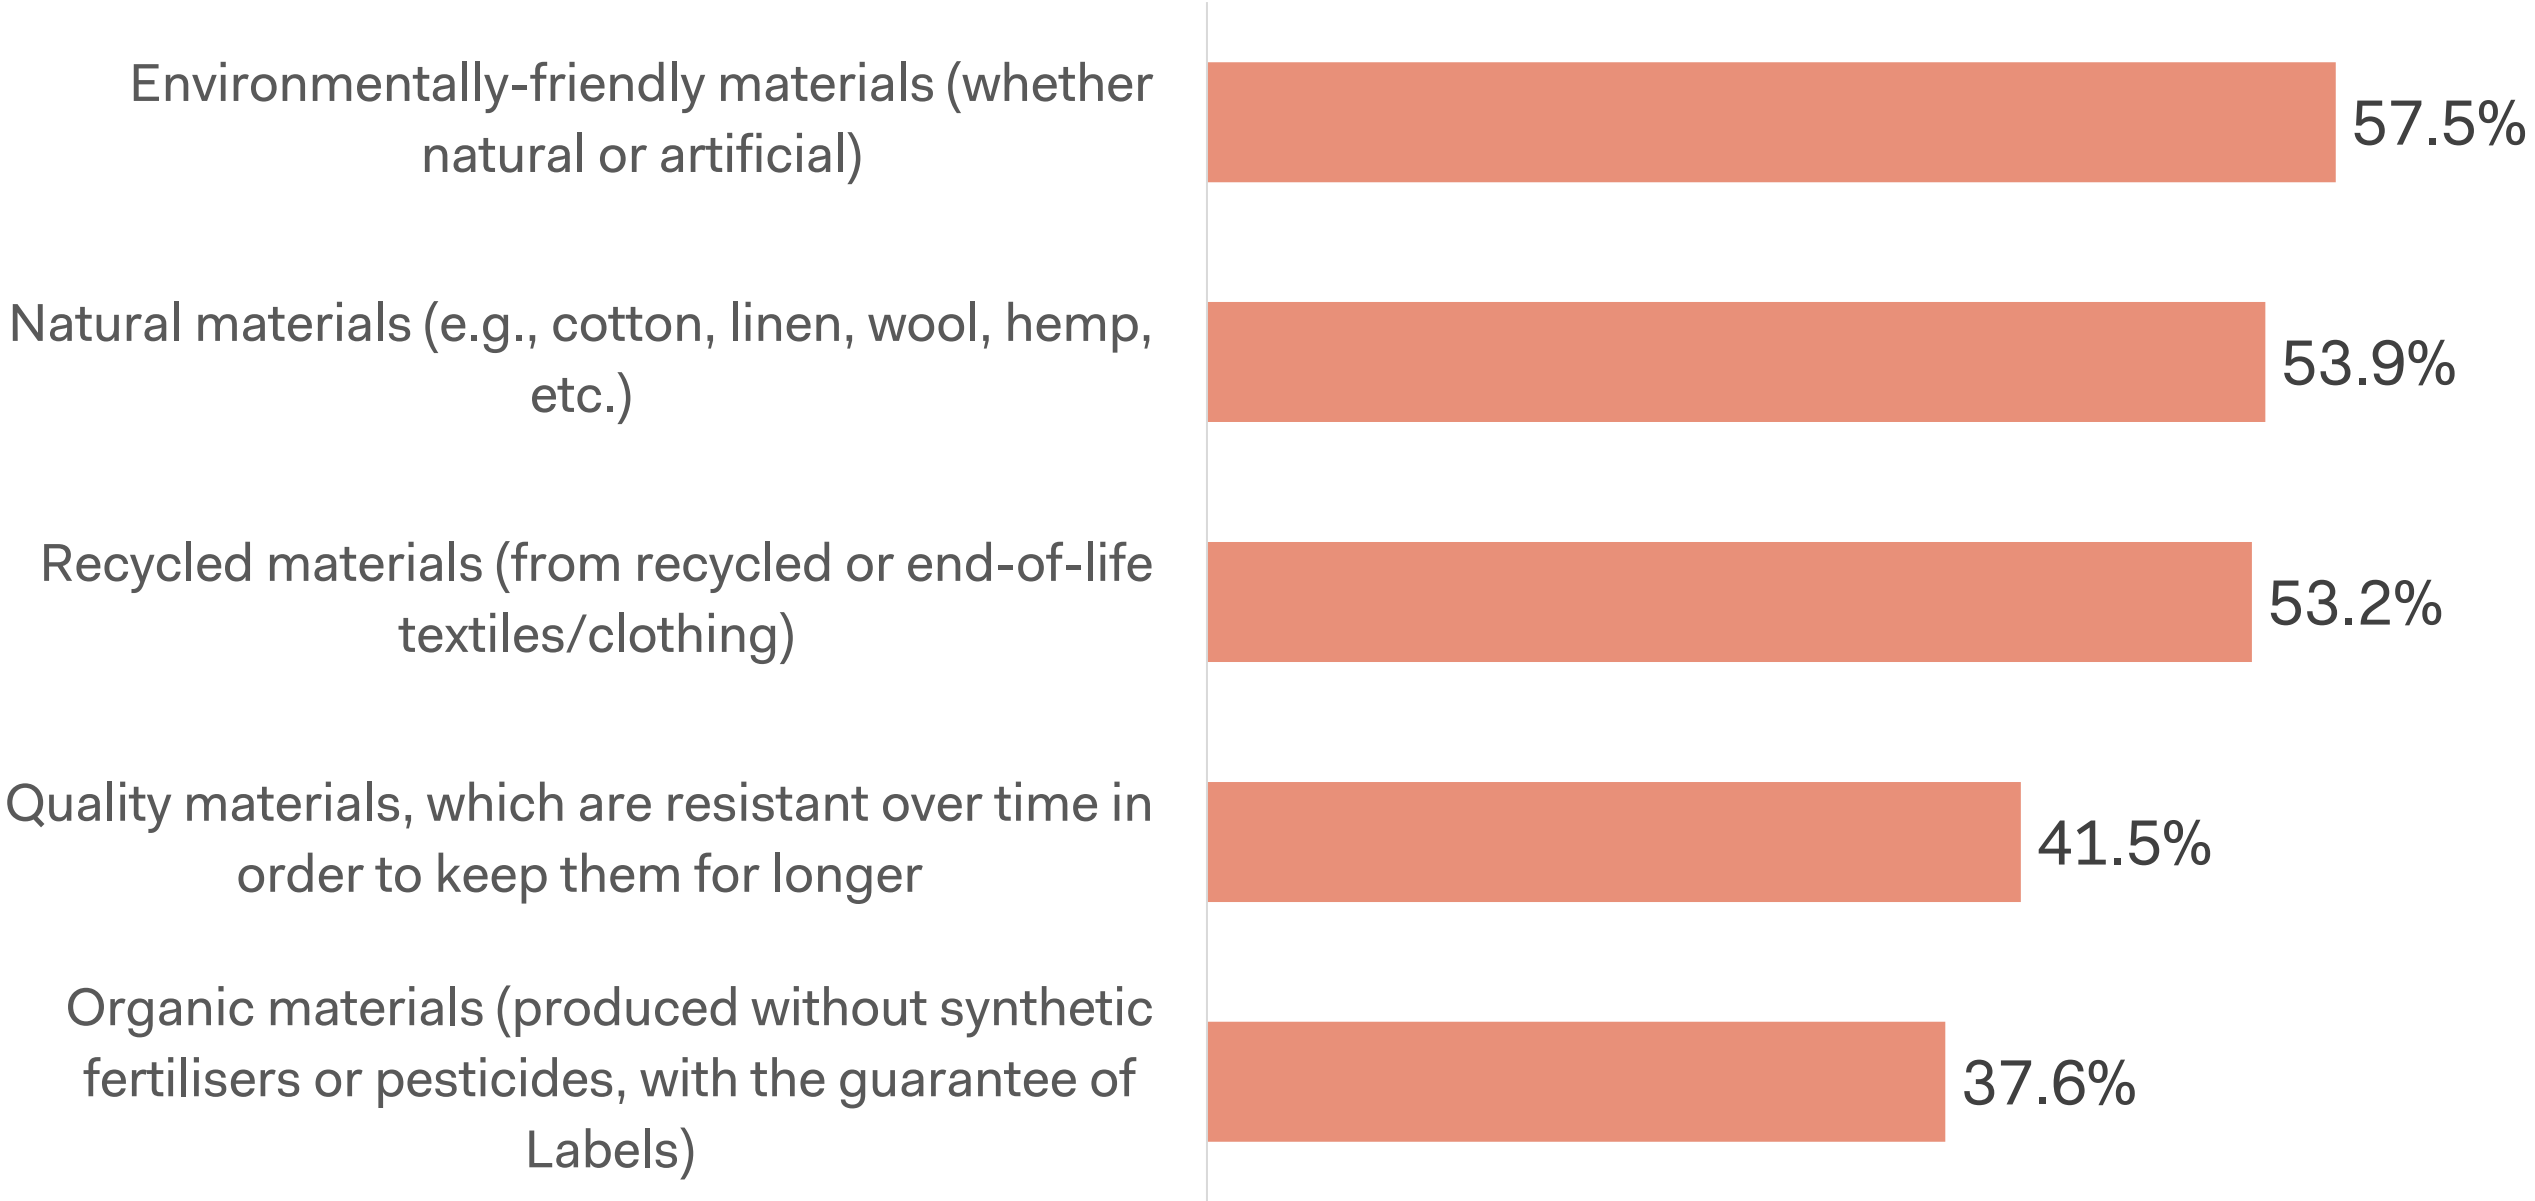 Environmentally-friendly materials (whether
natural or artificial)
57.5%
Natural materials (e.g., cotton, linen, wool, hemp,
etc.)
53.9%
Recycled materials (from recycled or end-of-life
textiles/clothing)
53.2%
Quality materials, which are resistant over time in
order to keep them for longer
41.5%
Organic materials (produced without synthetic
fertilisers or pesticides, with the guarantee of
Labels)
37.6%